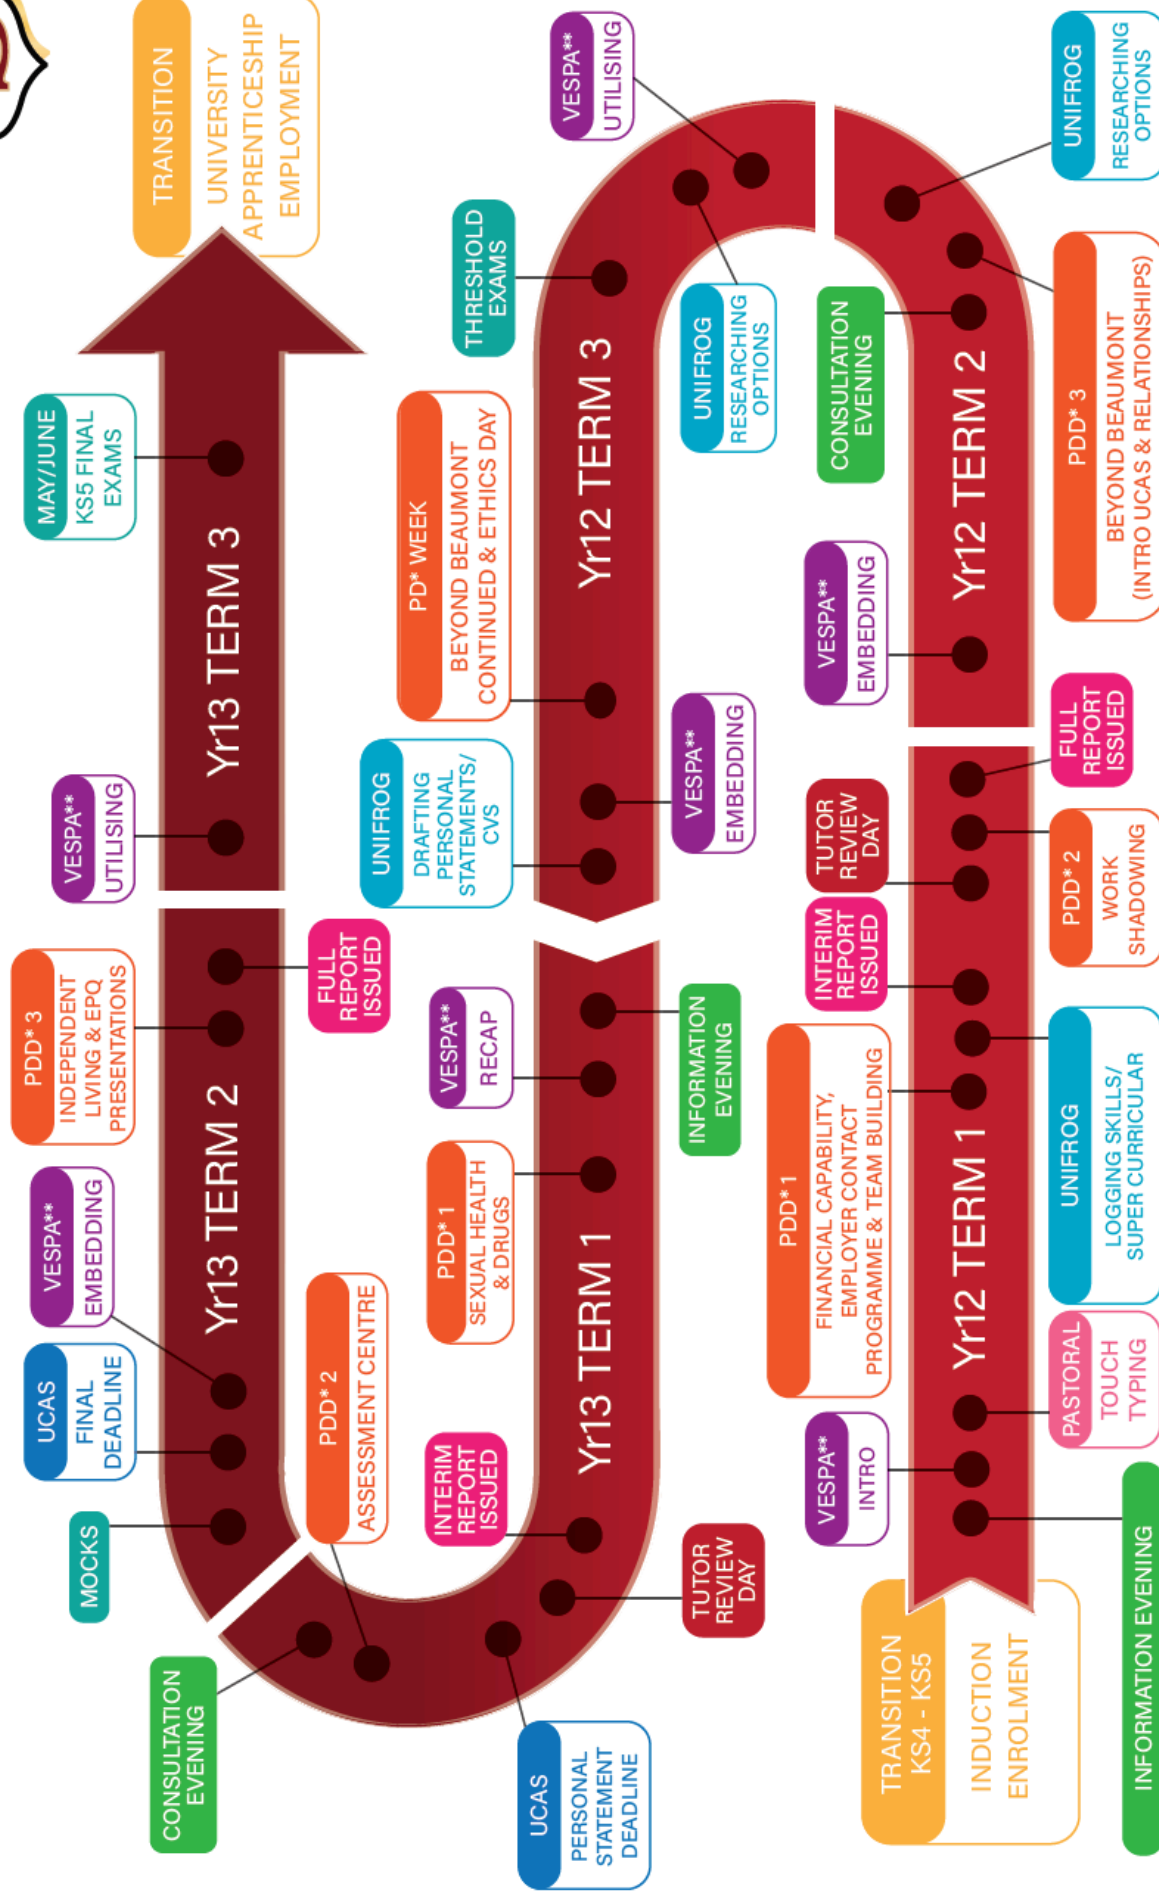 TRANSITION
KS4 - KS5
INDUCTION
ENROLMENT
INFORMATION EVENING
VESPA**
INTRO
PASTORAL
TOUCH
TYPING
Yr12 TERM 1
PDD* 1
FINANCIAL CAPABILITY,
EMPLOYER CONTACT
PROGRAMME & TEAM BUILDING
UNIFROG
LOGGING SKILLS/
SUPER CURRICULAR
INTERIM
REPORT
ISSUED
TUTOR
REVIEW
DAY
PDD* 2
WORK
SHADOWING
FULL
REPORT
ISSUED
VESPA**
EMBEDDING
Yr12 TERM 2
CONSULTATION
EVENING
PDD* 3
BEYOND BEAUMONT
(INTRO UCAS & RELATIONSHIPS)
UNIFROG
RESEARCHING
OPTIONS
VESPA**
UTILISING
UNIFROG
RESEARCHING
OPTIONS
THRESHOLD
EXAMS
Yr12 TERM 3
PD* WEEK
BEYOND BEAUMONT
CONTINUED & ETHICS DAY
VESPA**
EMBEDDING
UNIFROG
DRAFTING
PERSONAL
STATEMENTS/
CVS
INFORMATION
EVENING
VESPA**
RECAP
PDD* 1
SEXUAL HEALTH
& DRUGS
Yr13 TERM 1
INTERIM
REPORT
ISSUED
TUTOR
REVIEW
DAY
UCAS
PERSONAL
STATEMENT
DEADLINE
PDD* 2
ASSESSMENT CENTRE
CONSULTATION
EVENING
MOCKS
UCAS
FINAL
DEADLINE
VESPA**
EMBEDDING
Yr13 TERM 2
PDD* 3
INDEPENDENT
LIVING & EPQ
PRESENTATIONS
FULL
REPORT
ISSUED
VESPA**
UTILISING
Yr13 TERM 3
MAY/JUNE
KS5 FINAL
EXAMS
TRANSITION
UNIVERSITY
APPRENTICESHIP
EMPLOYMENT